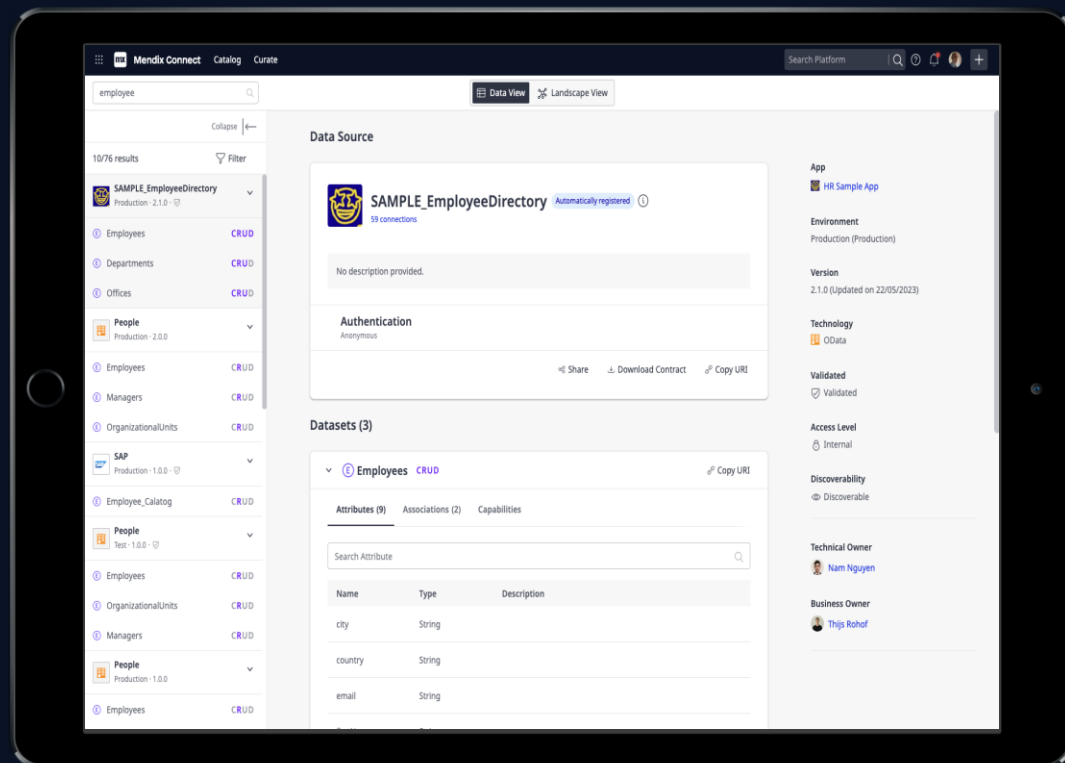 mx Mendix Connect Catalog Curate Search Platform
employee
Data View Landscape View
Collapse
10/76 results Filter
SAMPLE_EmployeeDirectory
Production · 2.1.0 ·
Employees CRUD
Departments CRUD
Offices CRUD
People
Production · 2.0.0
Employees CRUD
Managers CRUD
OrganizationalUnits CRUD
SAP
Production · 1.0.0 ·
Employee_Calatog CRUD
People
Test · 1.0.0 ·
Employees CRUD
OrganizationalUnits CRUD
Managers CRUD
People
Production · 1.0.0
Employees CRUD
Data Source
SAMPLE_EmployeeDirectory Automatically registered
59 connections
No description provided.
Authentication
Anonymous
Share Download Contract Copy URI
Datasets (3)
E Employees CRUD Copy URI
Attributes (9) Associations (2) Capabilities
Search Attribute
Name Type Description
city String
country String
email String
App
HR Sample App
Environment
Production (Production)
Version
2.1.0 (Updated on 22/05/2023)
Technology
OData
Validated
Validated
Access Level
Internal
Discoverability
Discoverable
Technical Owner
Nam Nguyen
Business Owner
Thijs Rohof